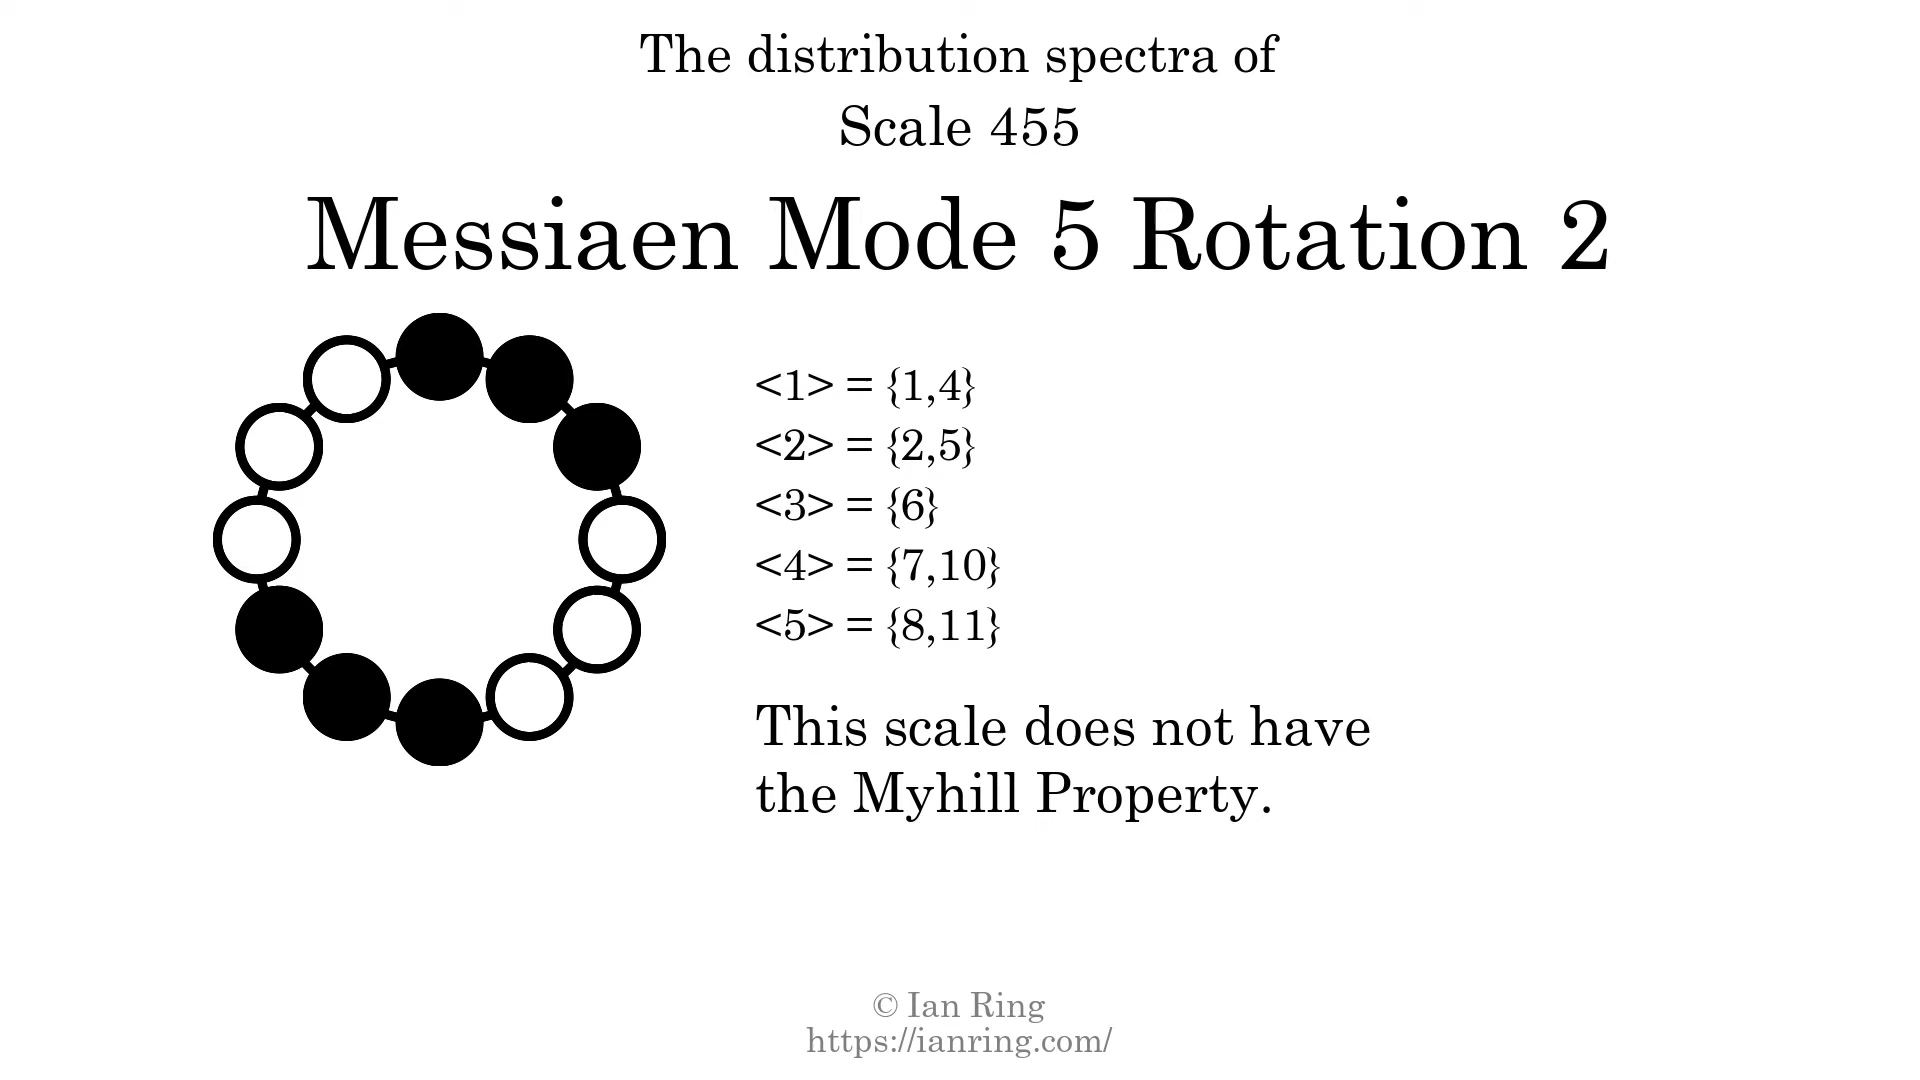 The distribution spectra of
Scale 455
Messiaen Mode 5 Rotation 2
<1> = {1,4}
<2> = {2,5}
<3> = {6}
<4> = {7,10}
<5> = {8,11}
This scale does not have
the Myhill Property.
© Ian Ring
https://ianring.com/